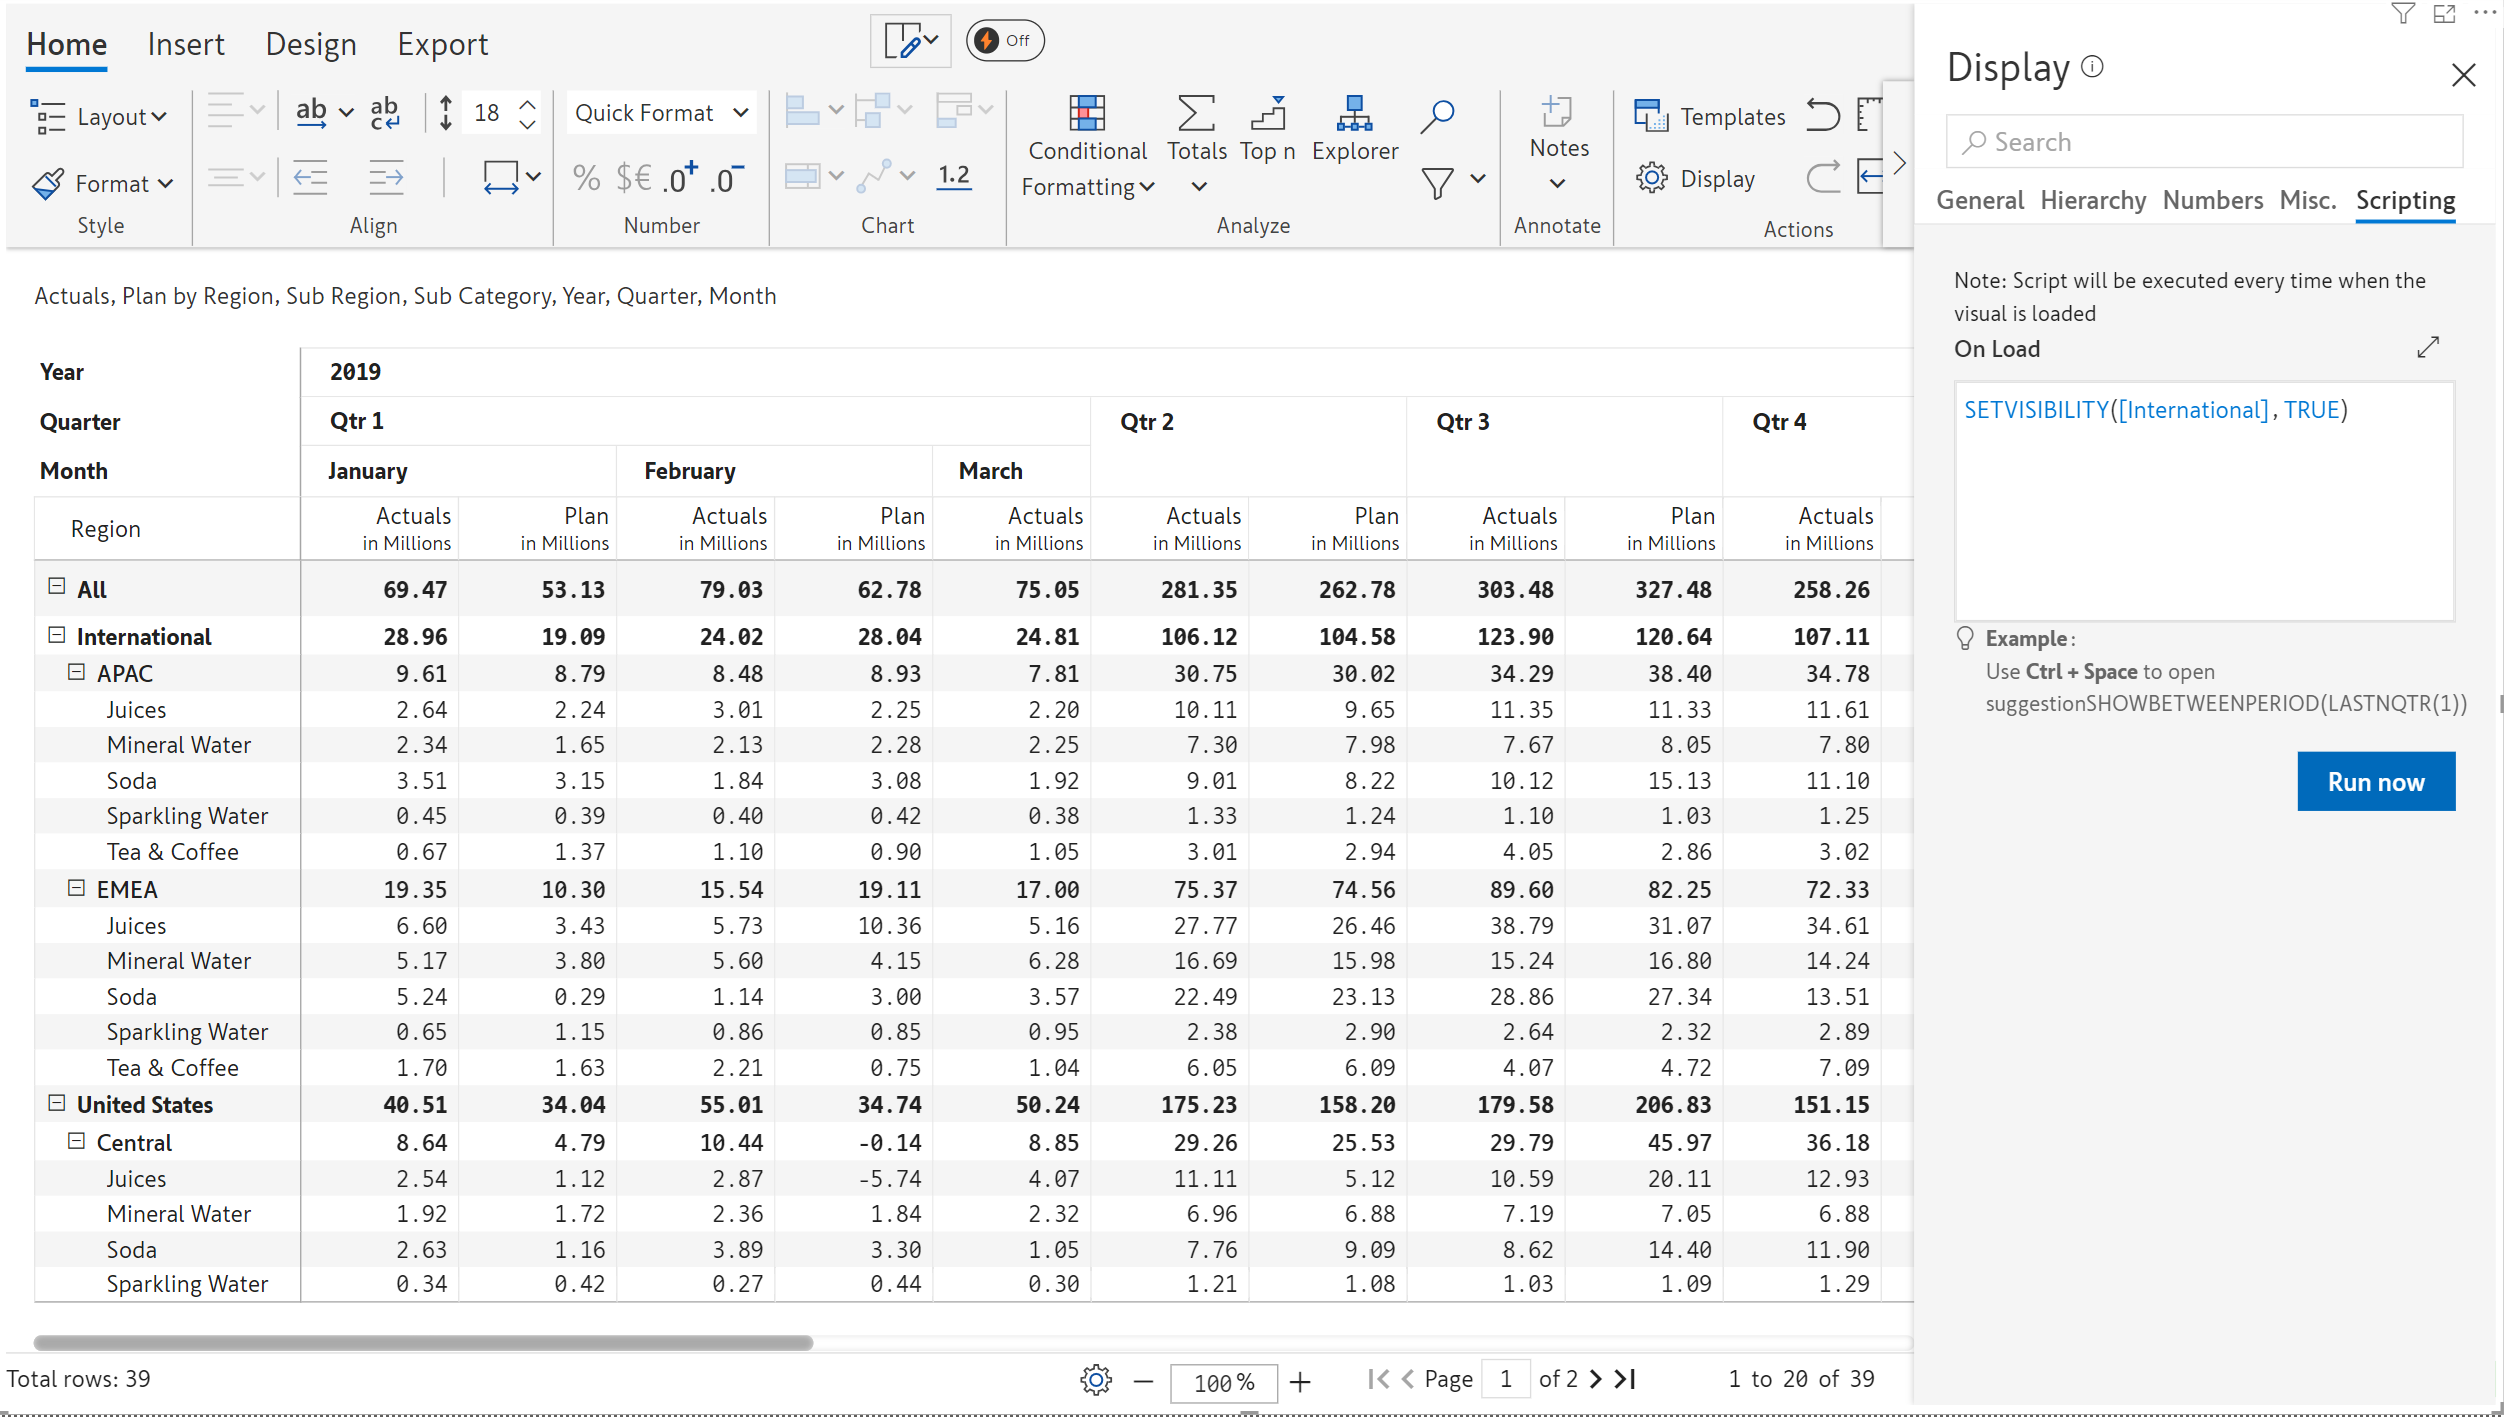 Home Insert Design Export Off
Layout ab ab c 18 Quick Format Conditional Formatting Totals Top n Explorer Notes Templates
Format % $€ .0+ .0- 1.2 Display
Style Align Number Chart Analyze Annotate Actions
Actuals, Plan by Region, Sub Region, Sub Category, Year, Quarter, Month
Year 2019
Quarter Qtr 1 Qtr 2 Qtr 3 Qtr 4
Month January February March
Region Actuals Plan Actuals Plan Actuals Actuals Plan Actuals Plan Actuals
in Millions in Millions in Millions in Millions in Millions in Millions in Millions in Millions in Millions in Millions
All 69.47 53.13 79.03 62.78 75.05 281.35 262.78 303.48 327.48 258.26
International 28.96 19.09 24.02 28.04 24.81 106.12 104.58 123.90 120.64 107.11
APAC 9.61 8.79 8.48 8.93 7.81 30.75 30.02 34.29 38.40 34.78
Juices 2.64 2.24 3.01 2.25 2.20 10.11 9.65 11.35 11.33 11.61
Mineral Water 2.34 1.65 2.13 2.28 2.25 7.30 7.98 7.67 8.05 7.80
Soda 3.51 3.15 1.84 3.08 1.92 9.01 8.22 10.12 15.13 11.10
Sparkling Water 0.45 0.39 0.40 0.42 0.38 1.33 1.24 1.10 1.03 1.25
Tea & Coffee 0.67 1.37 1.10 0.90 1.05 3.01 2.94 4.05 2.86 3.02
EMEA 19.35 10.30 15.54 19.11 17.00 75.37 74.56 89.60 82.25 72.33
Juices 6.60 3.43 5.73 10.36 5.16 27.77 26.46 38.79 31.07 34.61
Mineral Water 5.17 3.80 5.60 4.15 6.28 16.69 15.98 15.24 16.80 14.24
Soda 5.24 0.29 1.14 3.00 3.57 22.49 23.13 28.86 27.34 13.51
Sparkling Water 0.65 1.15 0.86 0.85 0.95 2.38 2.90 2.64 2.32 2.89
Tea & Coffee 1.70 1.63 2.21 0.75 1.04 6.05 6.09 4.07 4.72 7.09
United States 40.51 34.04 55.01 34.74 50.24 175.23 158.20 179.58 206.83 151.15
Central 8.64 4.79 10.44 -0.14 8.85 29.26 25.53 29.79 45.97 36.18
Juices 2.54 1.12 2.87 -5.74 4.07 11.11 5.12 10.59 20.11 12.93
Mineral Water 1.92 1.72 2.36 1.84 2.32 6.96 6.88 7.19 7.05 6.88
Soda 2.63 1.16 3.89 3.30 1.05 7.76 9.09 8.62 14.40 11.90
Sparkling Water 0.34 0.42 0.27 0.44 0.30 1.21 1.08 1.03 1.09 1.29
Total rows: 39 100% Page 1 of 2 1 to 20 of 39
Display
Search
General Hierarchy Numbers Misc. Scripting
Note: Script will be executed every time when the
visual is loaded
On Load
SETVISIBILITY([International], TRUE)
Example:
Use Ctrl + Space to open
suggestionSHOWBETWEENPERIOD(LASTNQTR(1))
Run now